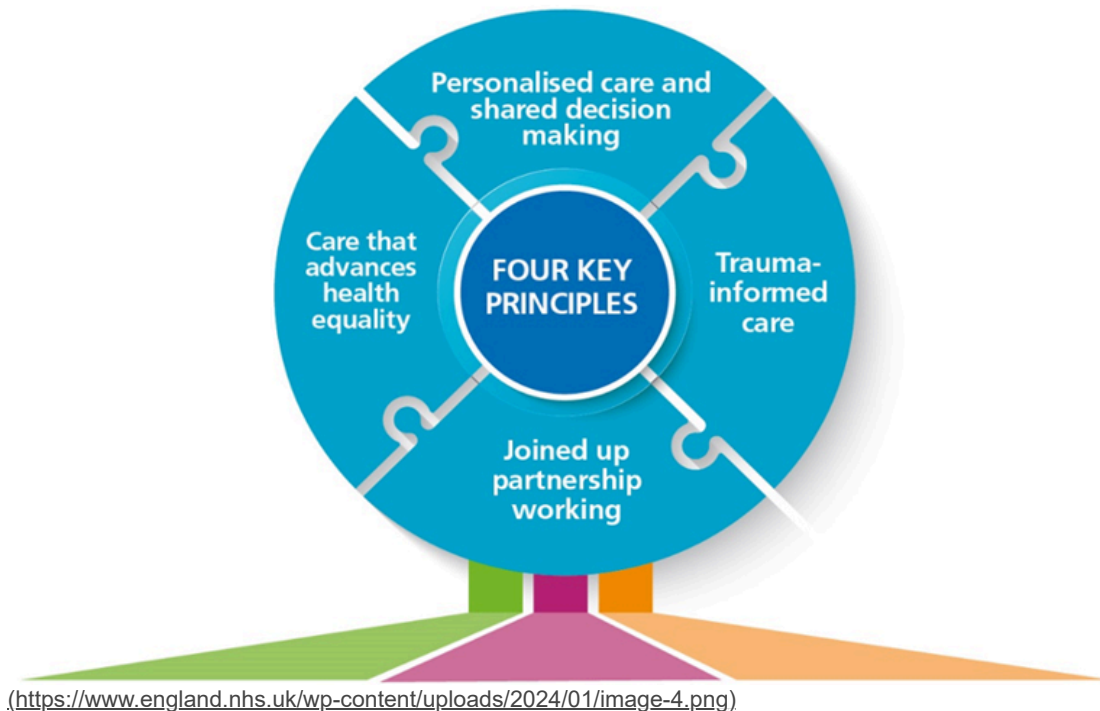 Personalised care and
shared decision
making
Care that
advances
health
equality
FOUR KEY
PRINCIPLES
Trauma-
informed
care
Joined up
partnership
working
(https://www.england.nhs.uk/wp-content/uploads/2024/01/image-4.png)